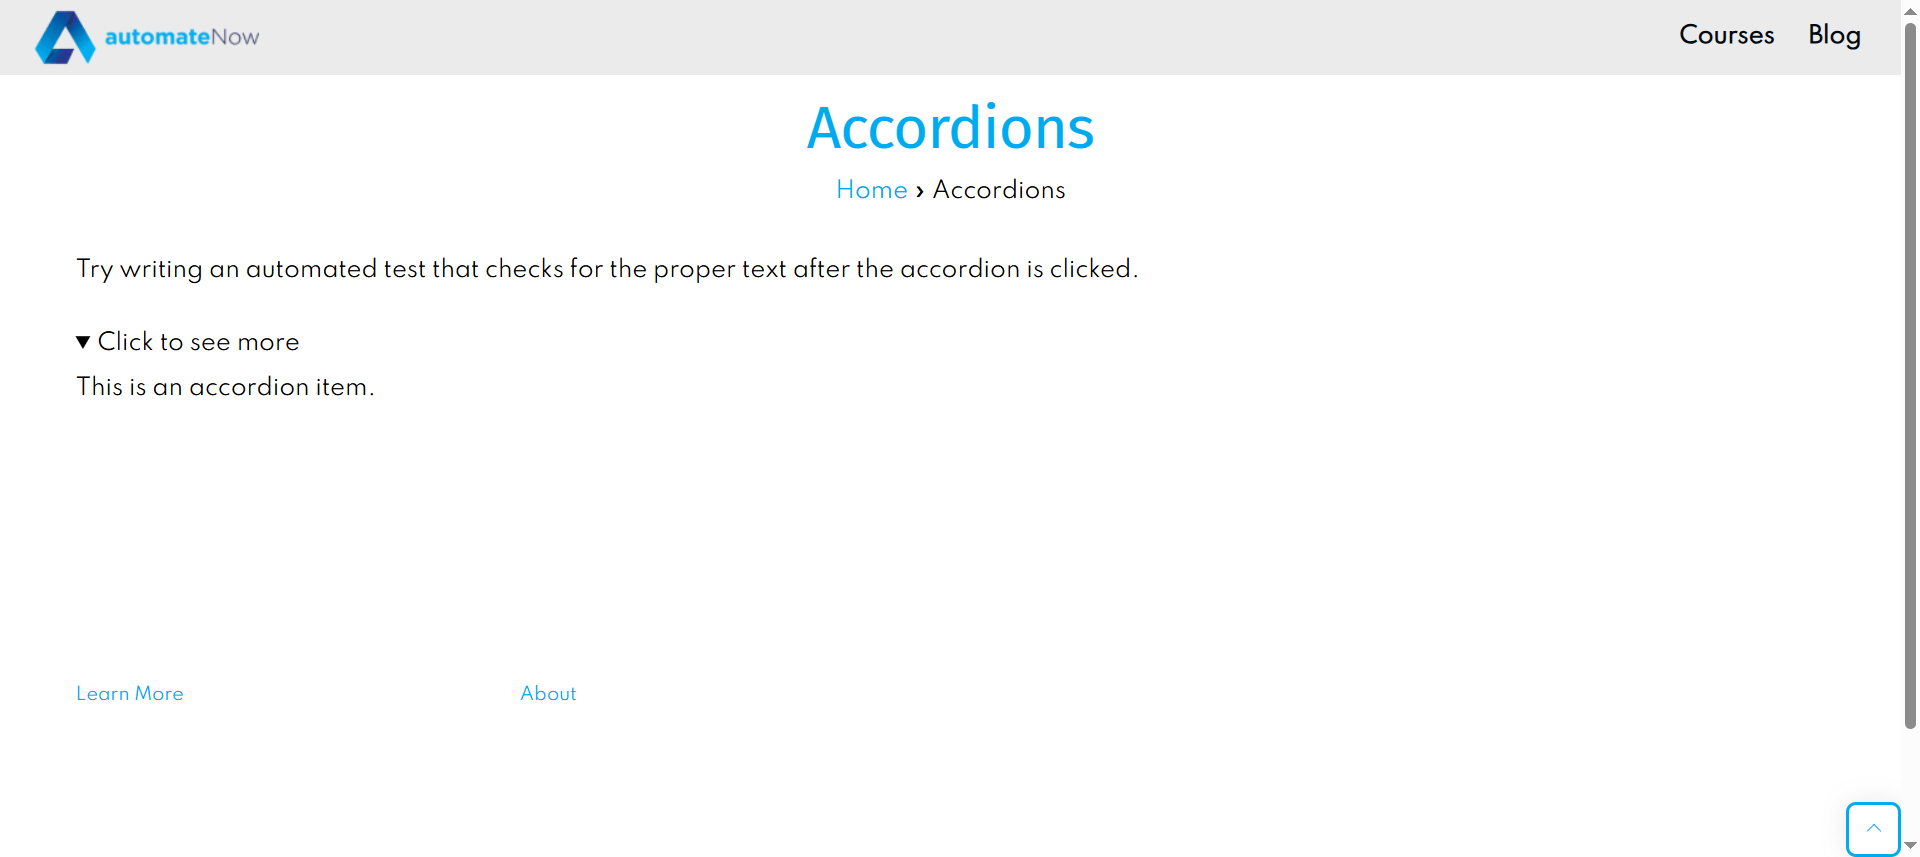 automateNow
Courses Blog
Accordions
Home › Accordions
Try writing an automated test that checks for the proper text after the accordion is clicked.
▼ Click to see more
This is an accordion item.
Learn More About